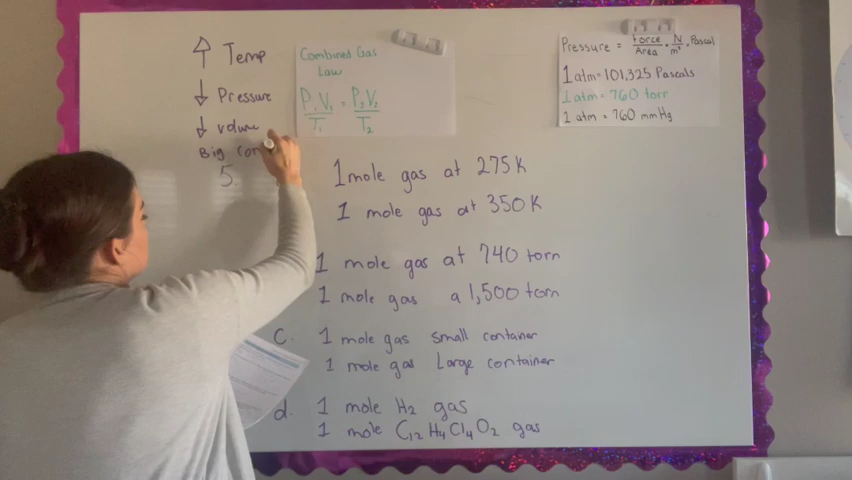 ↑ Temp
↓ Pressure
↓ volume
Big con
5
Combined Gas
Law
P₁V₁ = P₂V₂
T₁ T₂
Pressure = Force/Area = N/m² = Pascal
1 atm = 101,325 Pascals
1 atm = 760 torr
1 atm = 760 mmHg
1 mole gas at 275 K
1 mole gas at 350 K
1 mole gas at 740 torr
1 mole gas a 1,500 torr
C. 1 mole gas small container
1 mole gas Large container
d. 1 mole H₂ gas
1 mole C₁₂H₄Cl₄O₂ gas